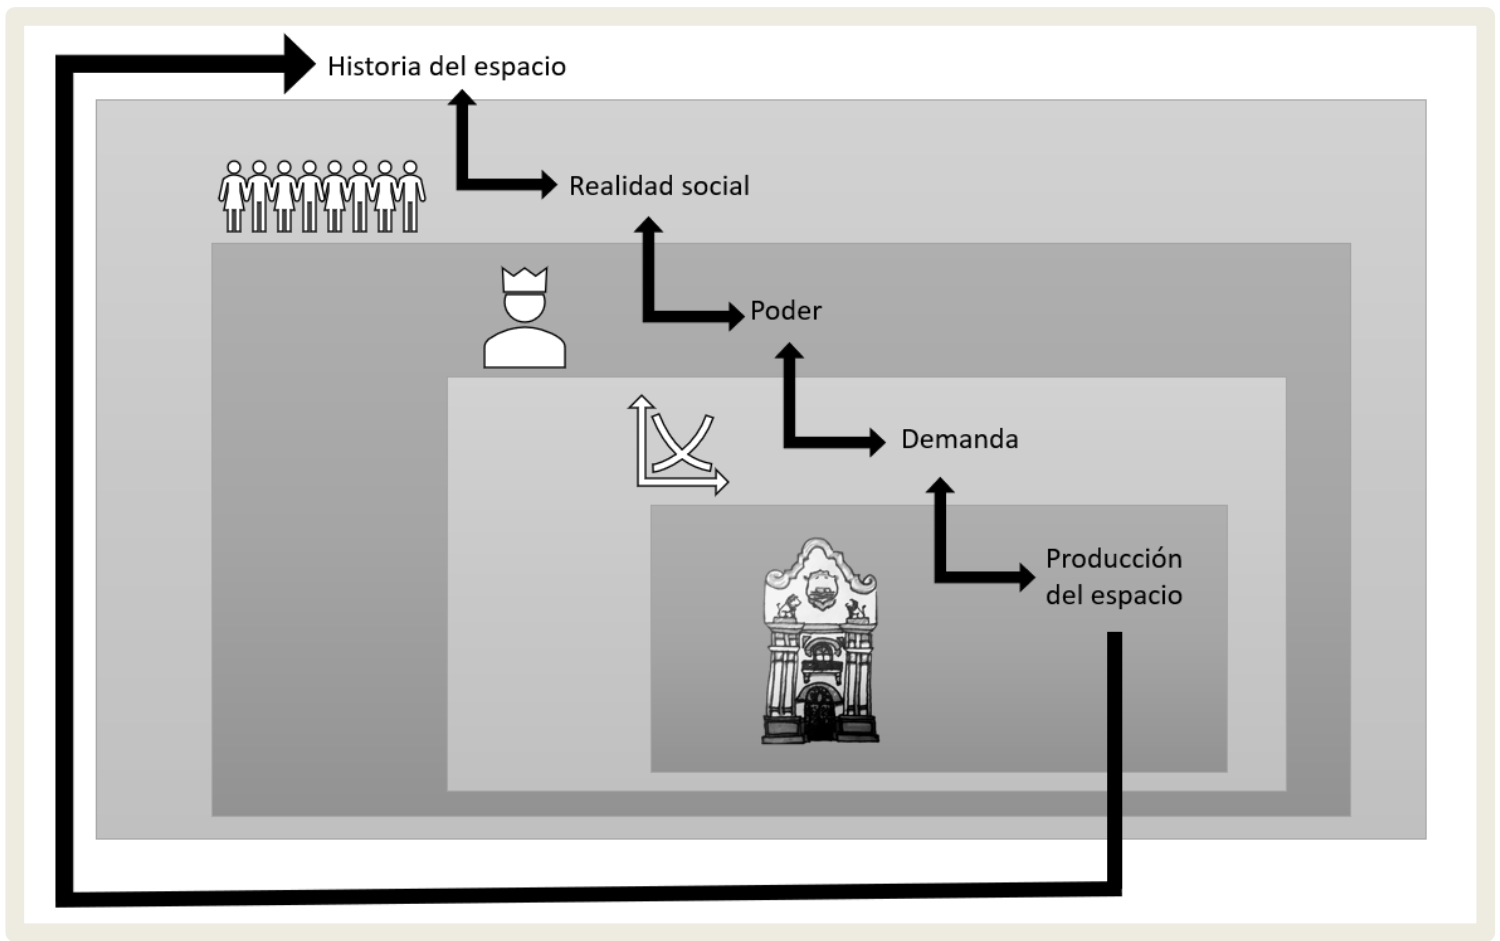 Historia del espacio
Realidad social
Poder
Demanda
Producción
del espacio